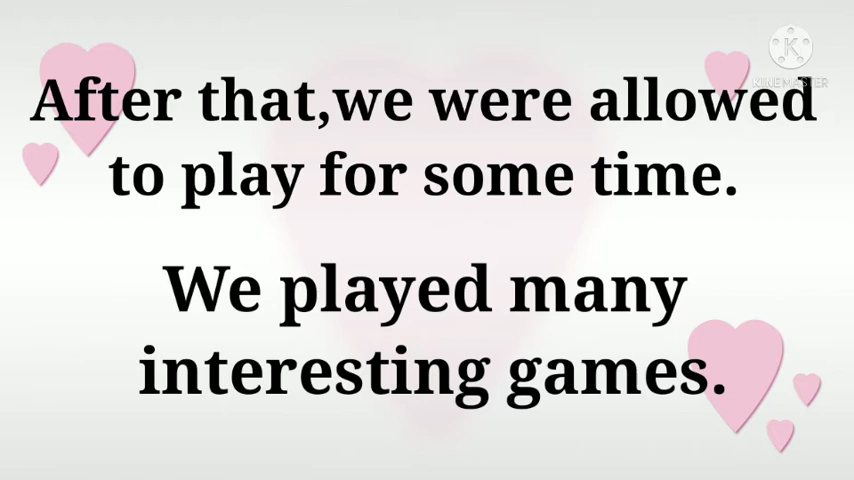 KINEMASTER
After that,we were allowed
to play for some time.
We played many
interesting games.